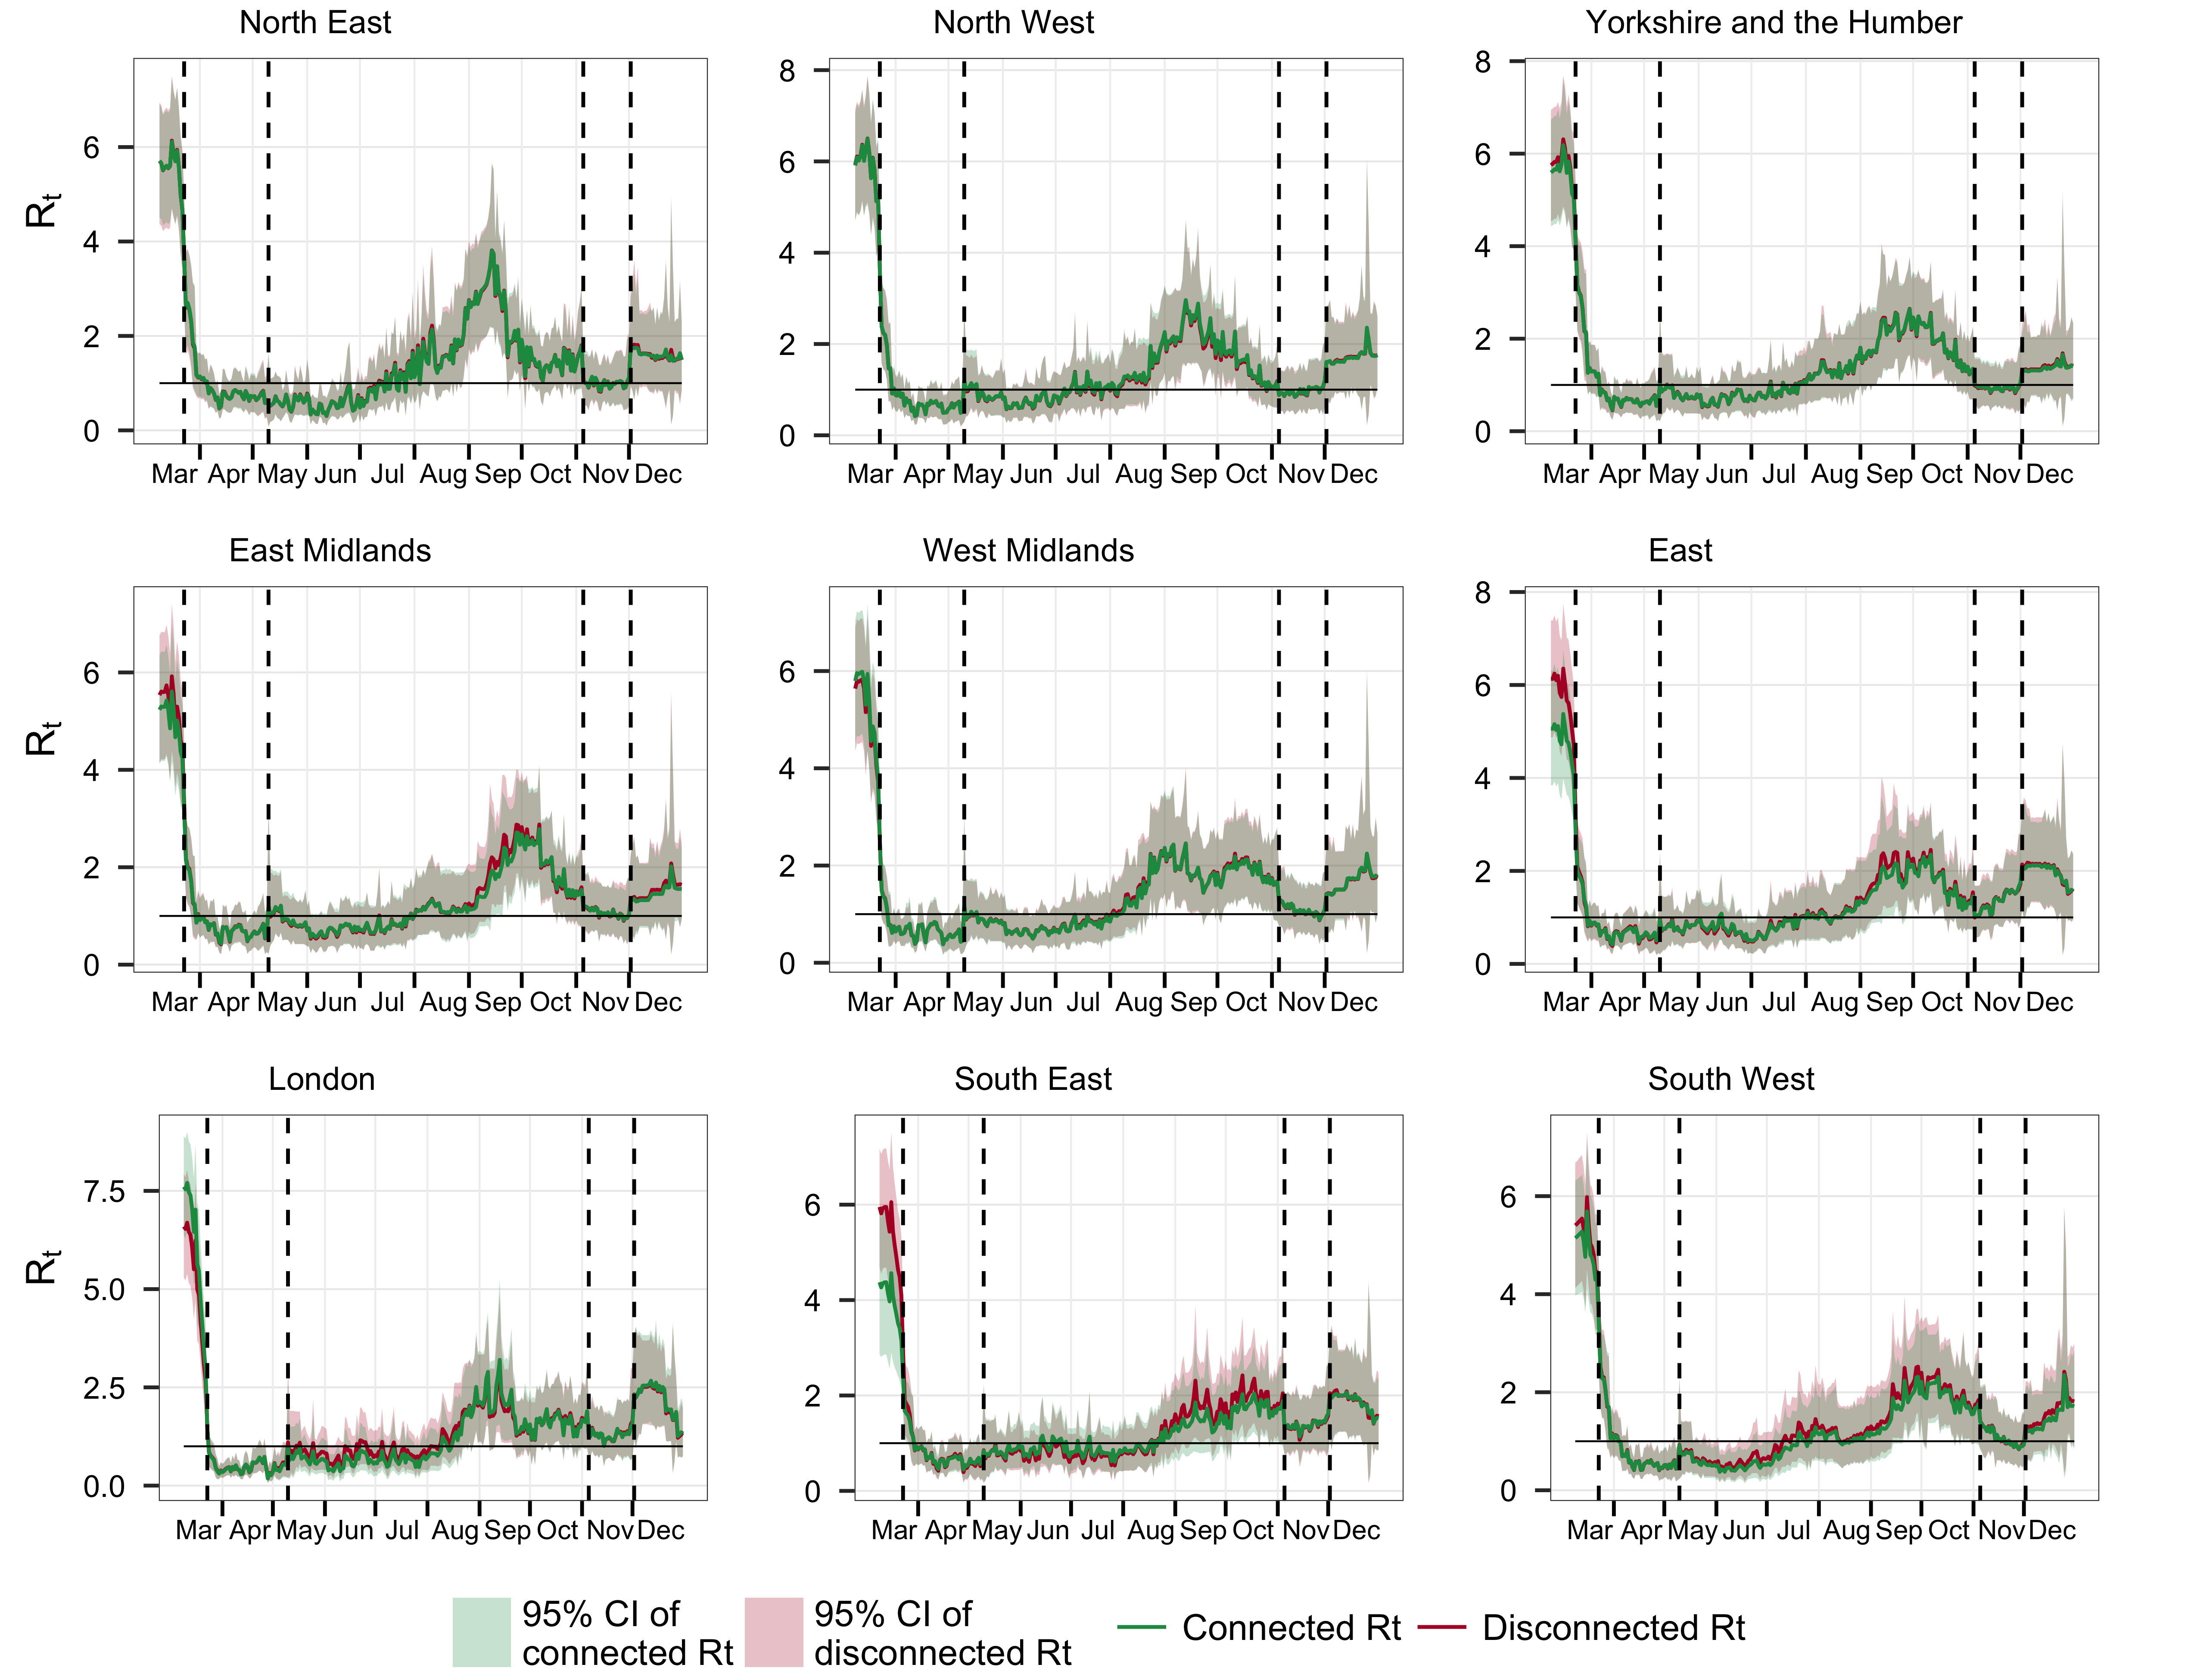 North East
North West
Yorkshire and the Humber
Rt
6
4
2
0
Mar Apr May Jun Jul Aug Sep Oct Nov Dec
8
6
4
2
0
Mar Apr May Jun Jul Aug Sep Oct Nov Dec
8
6
4
2
0
Mar Apr May Jun Jul Aug Sep Oct Nov Dec
East Midlands
West Midlands
East
Rt
6
4
2
0
Mar Apr May Jun Jul Aug Sep Oct Nov Dec
6
4
2
0
Mar Apr May Jun Jul Aug Sep Oct Nov Dec
8
6
4
2
0
Mar Apr May Jun Jul Aug Sep Oct Nov Dec
London
South East
South West
Rt
7.5
5.0
2.5
0.0
Mar Apr May Jun Jul Aug Sep Oct Nov Dec
6
4
2
0
Mar Apr May Jun Jul Aug Sep Oct Nov Dec
6
4
2
0
Mar Apr May Jun Jul Aug Sep Oct Nov Dec
95% CI of
connected Rt
95% CI of
disconnected Rt
Connected Rt
Disconnected Rt